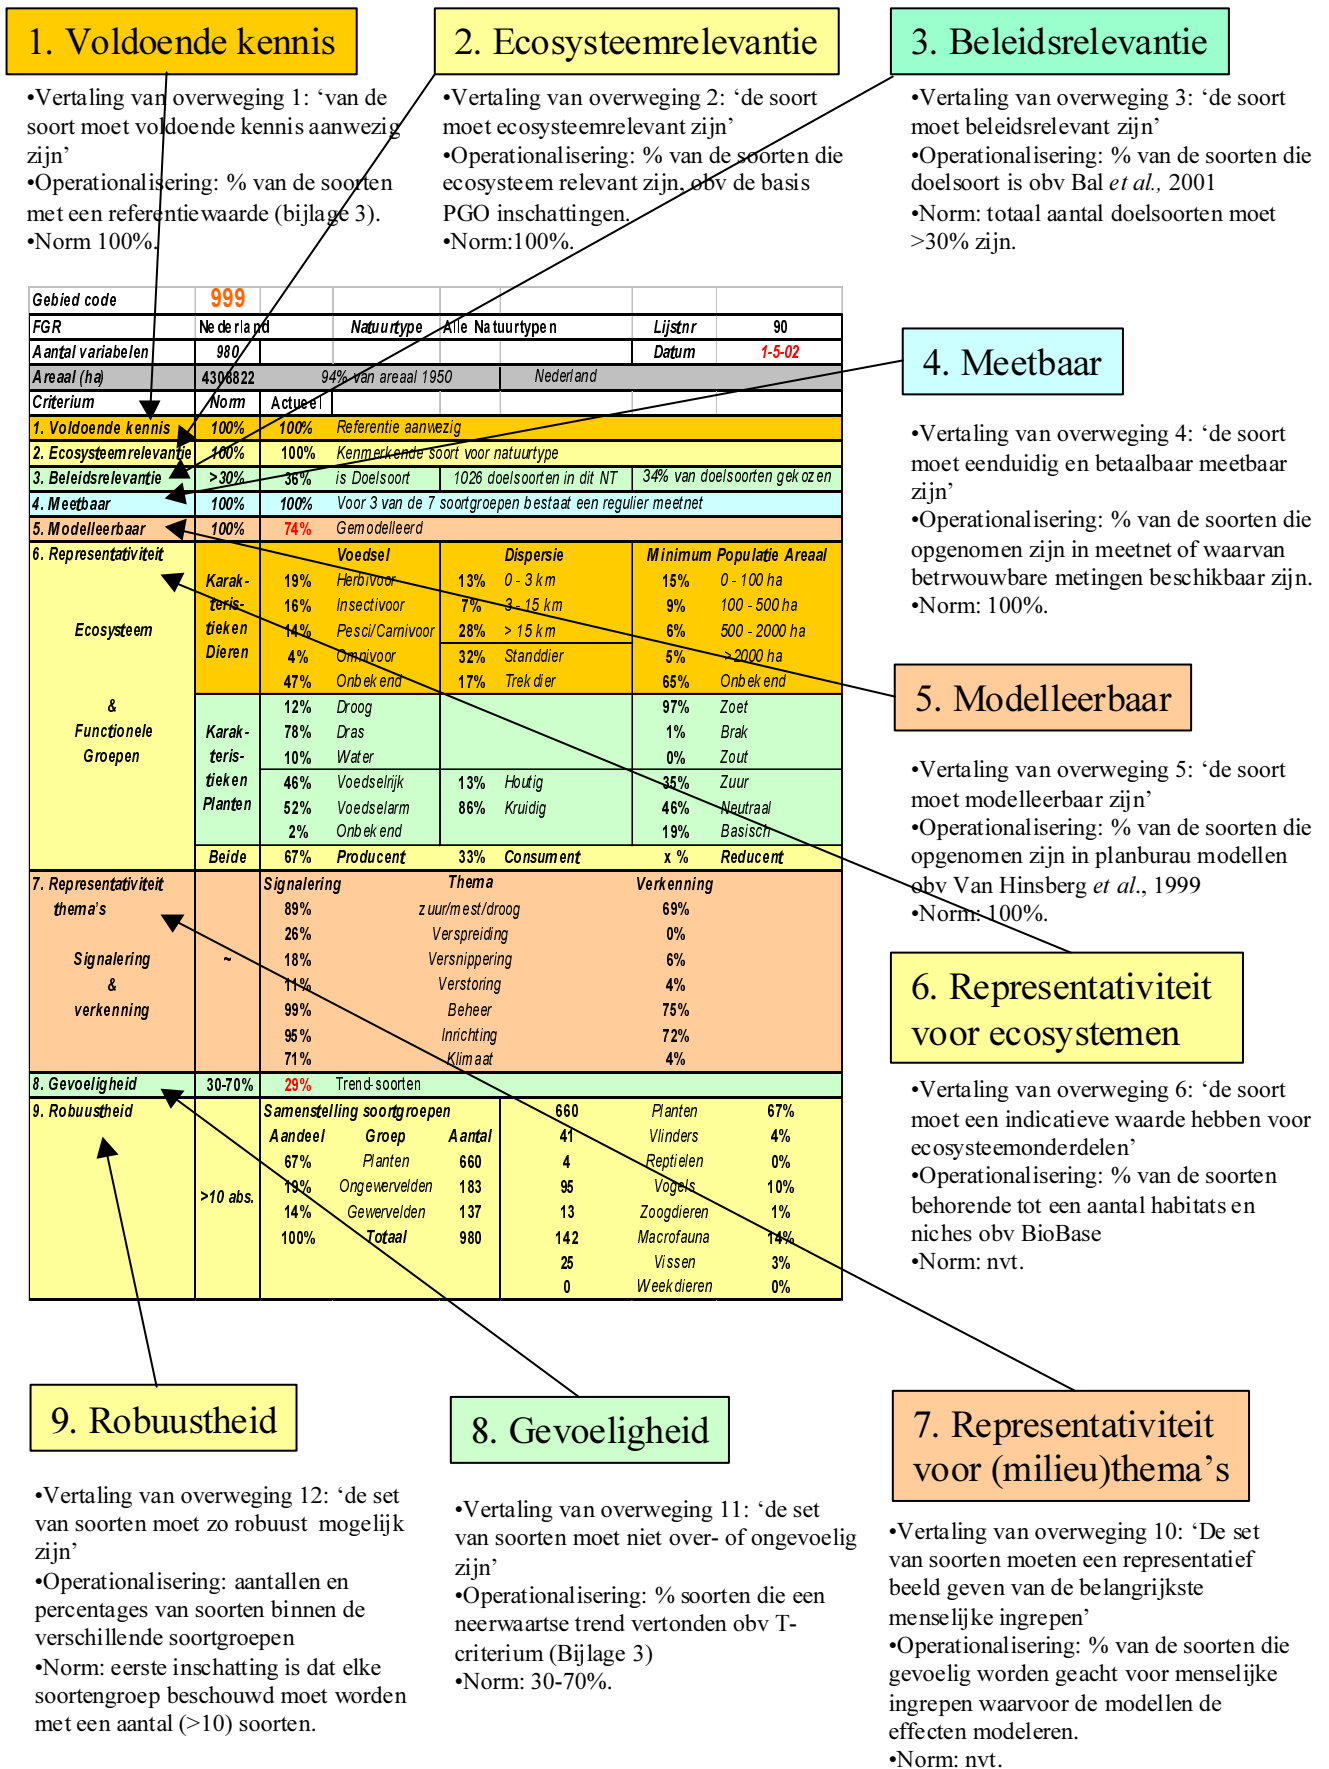 1. Voldoende kennis
•Vertaling van overweging 1: ‘van de
soort moet voldoende kennis aanwezig
zijn’
•Operationalisering: % van de soorten
met een referentiewaarde (bijlage 3).
•Norm 100%.
2. Ecosysteemrelevantie
•Vertaling van overweging 2: ‘de soort
moet ecosysteemrelevant zijn’
•Operationalisering: % van de soorten die
ecosysteem relevant zijn, obv de basis
PGO inschattingen.
•Norm:100%.
3. Beleidsrelevantie
•Vertaling van overweging 3: ‘de soort
moet beleidsrelevant zijn’
•Operationalisering: % van de soorten die
doelsoort is obv Bal et al., 2001
•Norm: totaal aantal doelsoorten moet
>30% zijn.
Gebied code 999
FGR Nederland Natuurtype Alle Natuurtypen Lijstnr 90
Aantal variabelen 980 Datum 1-5-02
Areaal (ha) 4308822 94% van areaal 1950 Nederland
Criterium Norm Actueel
1. Voldoende kennis 100% 100% Referentie aanwezig
2. Ecosysteemrelevantie 100% 100% Kenmerkende soort voor natuurtype
3. Beleidsrelevantie >30% 36% is Doelsoort 1026 doelsoorten in dit NT 34% van doelsoorten gekozen
4. Meetbaar 100% 100% Voor 3 van de 7 soortgroepen bestaat een regulier meetnet
5. Modelleerbaar 100% 74% Gemodelleerd
6. Representativiteit Voedsel Dispersie Minimum Populatie Areaal
Karak- 19% Herbivoor 13% 0 - 3 km 15% 0 - 100 ha
teris- 16% Insectivoor 7% 3 - 15 km 9% 100 - 500 ha
Ecosysteem tieken 14% Pesci/Carnivoor 28% > 15 km 6% 500 - 2000 ha
Dieren 4% Omnivoor 32% Standdier 5% >2000 ha
47% Onbekend 17% Trekdier 65% Onbekend
& 12% Droog 97% Zoet
Functionele Karak- 78% Dras 1% Brak
Groepen teris- 10% Water 0% Zout
tieken 46% Voedselrijk 13% Houtig 35% Zuur
Planten 52% Voedselarm 86% Kruidig 46% Neutraal
2% Onbekend 19% Basisch
Beide 67% Producent 33% Consument x % Reducent
7. Representativiteit Signalering Thema Verkenning
thema's 89% zuur/mest/droog 69%
26% Verspreiding 0%
Signalering ~ 18% Versnippering 6%
& 11% Verstoring 4%
verkenning 99% Beheer 75%
95% Inrichting 72%
71% Klimaat 4%
8. Gevoeligheid 30-70% 29% Trend-soorten
9. Robuustheid Samenstelling soortgroepen 660 Planten 67%
Aandeel Groep Aantal 41 Vlinders 4%
67% Planten 660 4 Reptielen 0%
>10 abs. 19% Ongewervelden 183 95 Vogels 10%
14% Gewervelden 137 13 Zoogdieren 1%
100% Totaal 980 142 Macrofauna 14%
25 Vissen 3%
0 Weekdieren 0%
4. Meetbaar
•Vertaling van overweging 4: ‘de soort
moet eenduidig en betaalbaar meetbaar
zijn’
•Operationalisering: % van de soorten die
opgenomen zijn in meetnet of waarvan
betrwouwbare metingen beschikbaar zijn.
•Norm: 100%.
5. Modelleerbaar
•Vertaling van overweging 5: ‘de soort
moet modelleerbaar zijn’
•Operationalisering: % van de soorten die
opgenomen zijn in planburau modellen
obv Van Hinsberg et al., 1999
•Norm: 100%.
6. Representativiteit
voor ecosystemen
•Vertaling van overweging 6: ‘de soort
moet een indicatieve waarde hebben voor
ecosysteemonderdelen’
•Operationalisering: % van de soorten
behorende tot een aantal habitats en
niches obv BioBase
•Norm: nvt.
9. Robuustheid
•Vertaling van overweging 12: ‘de set
van soorten moet zo robuust mogelijk
zijn’
•Operationalisering: aantallen en
percentages van soorten binnen de
verschillende soortgroepen
•Norm: eerste inschatting is dat elke
soortengroep beschouwd moet worden
met een aantal (>10) soorten.
8. Gevoeligheid
•Vertaling van overweging 11: ‘de set
van soorten moet niet over- of ongevoelig
zijn’
•Operationalisering: % soorten die een
neerwaartse trend vertonden obv T-
criterium (Bijlage 3)
•Norm: 30-70%.
7. Representativiteit
voor (milieu)thema’s
•Vertaling van overweging 10: ‘De set
van soorten moeten een representatief
beeld geven van de belangrijkste
menselijke ingrepen’
•Operationalisering: % van de soorten die
gevoelig worden geacht voor menselijke
ingrepen waarvoor de modellen de
effecten modeleren.
•Norm: nvt.